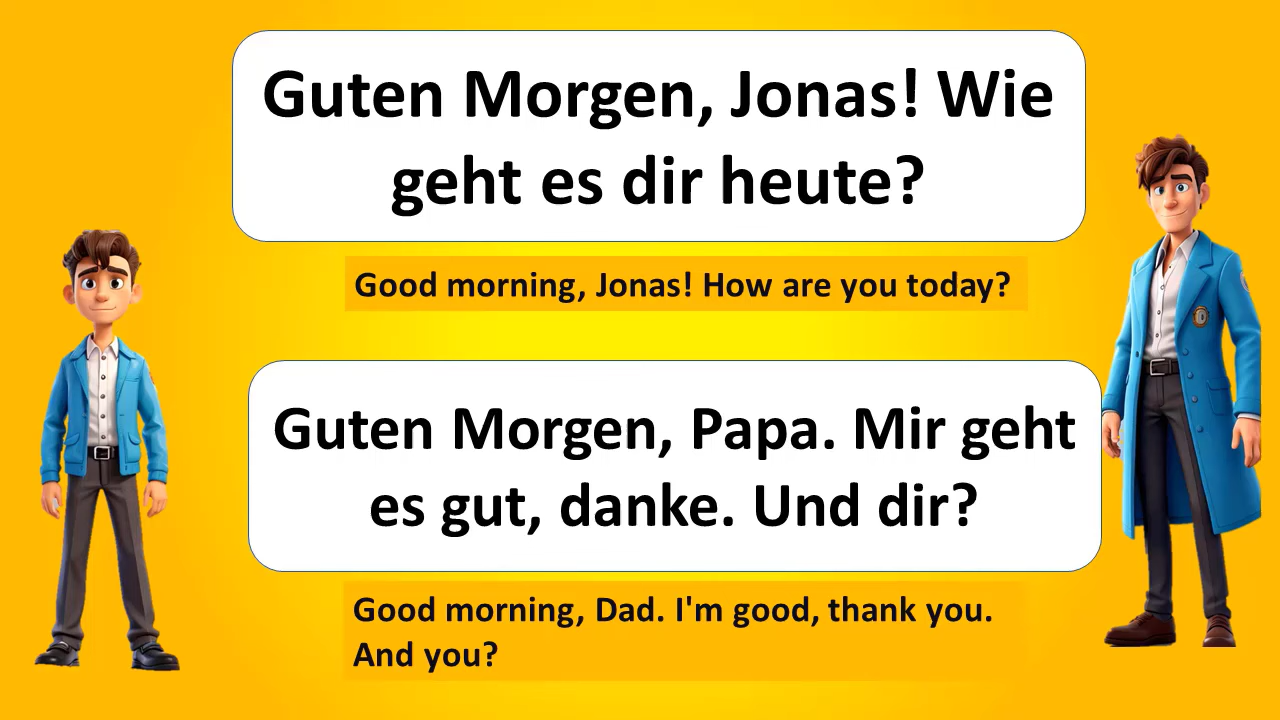 Guten Morgen, Jonas! Wie
geht es dir heute?
Good morning, Jonas! How are you today?
Guten Morgen, Papa. Mir geht
es gut, danke. Und dir?
Good morning, Dad. I'm good, thank you.
And you?